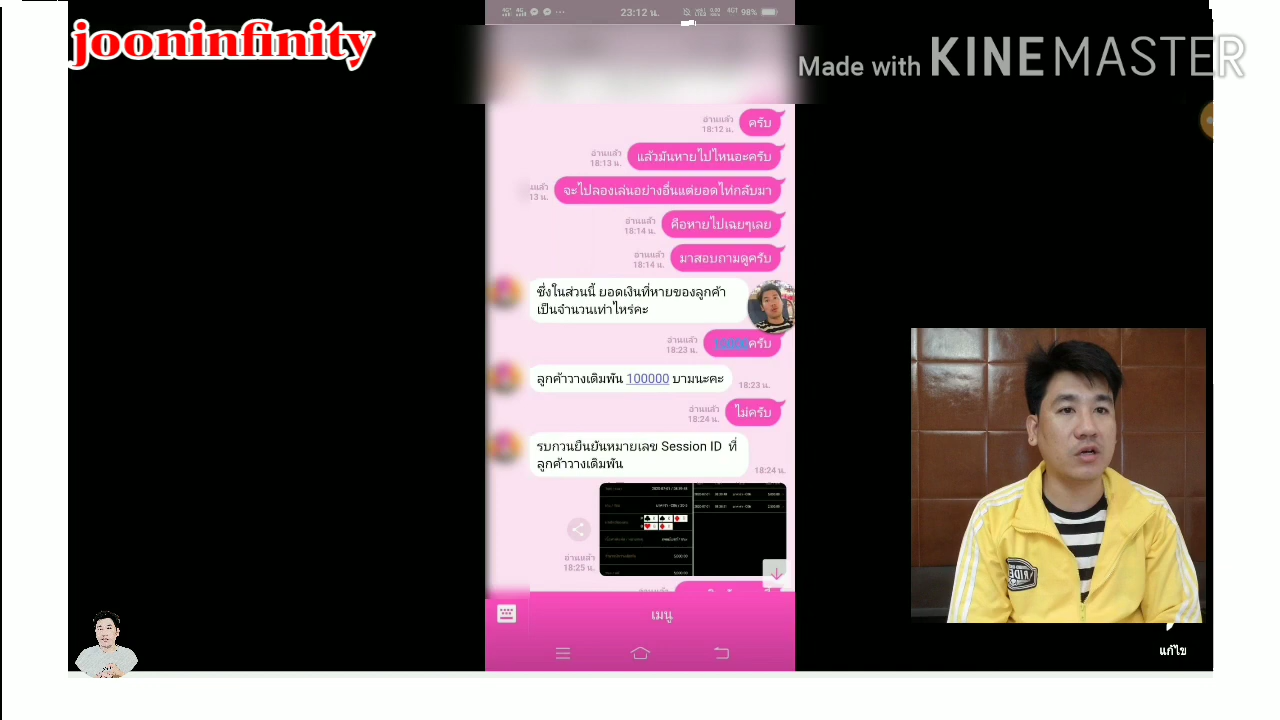 jooninfinity
Made with KINEMASTER
23:12 น.
4GT 98%
อ่านแล้ว
18:12 น.
ครับ
อ่านแล้ว
18:13 น.
แล้วมันหายไปไหนอะครับ
13 น.
จะไปลองเล่นอย่างอื่นแต่ยอดไท่กลับมา
อ่านแล้ว
18:14 น.
คือหายไปเฉยๆเลย
อ่านแล้ว
18:14 น.
มาสอบถามดูครับ
ซึ่งในส่วนนี้ ยอดเงินที่หายของลูกค้า
เป็นจำนวนเท่าไหร่คะ
อ่านแล้ว
18:23 น.
ครับ
ลูกค้าวางเดิมพัน 100000 บามนะคะ
18:23 น.
อ่านแล้ว
18:24 น.
ไม่ครับ
รบกวนยืนยันหมายเลข Session ID ที่
ลูกค้าวางเดิมพัน
18:24 น.
อ่านแล้ว
18:25 น.
เมนู
RIDE
แก้ไข